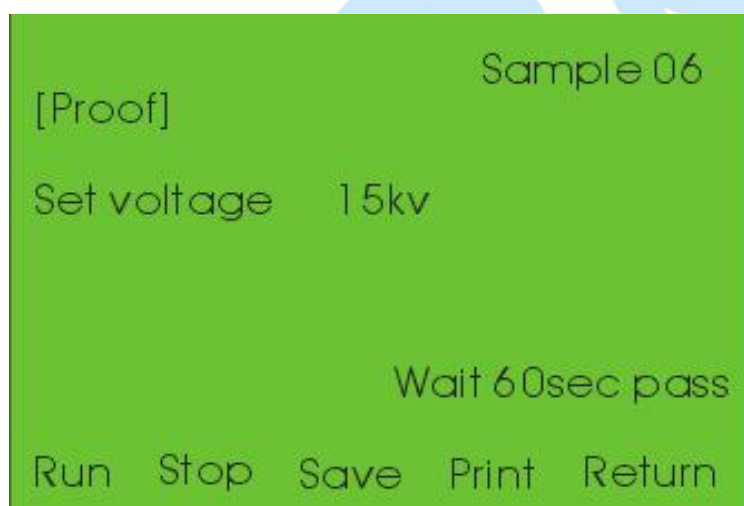 Sample 06
[Proof]
Set voltage 15kv
Wait 60sec pass
Run Stop Save Print Return